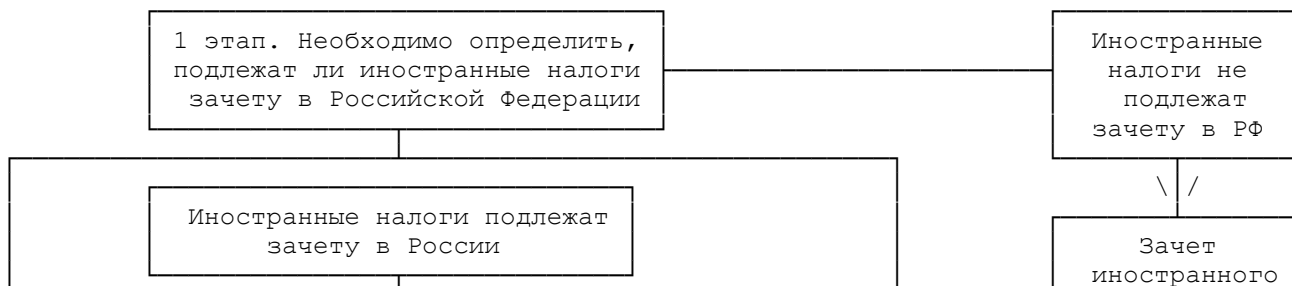 1 этап. Необходимо определить,
подлежат ли иностранные налоги
зачету в Российской Федерации
Иностранные
налоги не
подлежат
зачету в РФ
Иностранные налоги подлежат
зачету в России
Зачет
иностранного